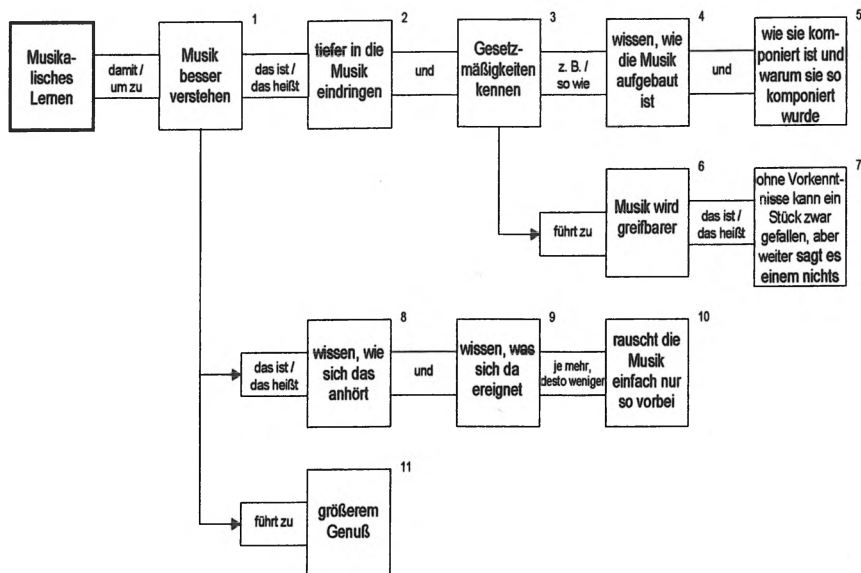 1
2
3
4
5
Musika-
lisches
Lernen
damit /
um zu
Musik
besser
verstehen
das ist /
das heißt
tiefer in die
Musik
eindringen
und
Gesetz-
mäßigkeiten
kennen
z. B. /
so wie
wissen, wie
die Musik
aufgebaut
ist
und
wie sie kom-
poniert ist und
warum sie so
komponiert
wurde
6
7
führt zu
Musik wird
greifbarer
das ist /
das heißt
ohne Vorkennt-
nisse kann ein
Stück zwar
gefallen, aber
weiter sagt es
einem nichts
8
9
10
das ist /
das heißt
wissen, wie
sich das
anhört
und
wissen, was
sich da
ereignet
je mehr,
desto weniger
rauscht die
Musik
einfach nur
so vorbei
11
führt zu
größerem
Genuß